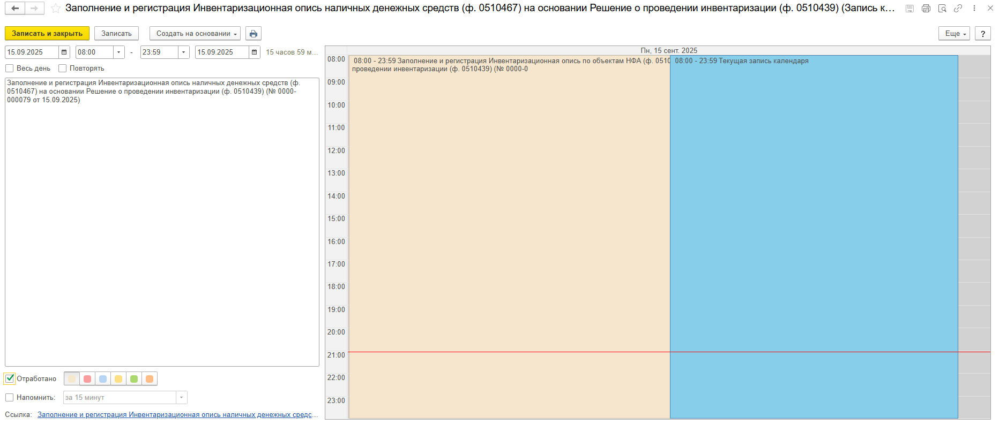 Заполнение и регистрация Инвентаризационная опись наличных денежных средств (ф. 0510467) на основании Решение о проведении инвентаризации (ф. 0510439) (Запись к...
Записать и закрыть
Записать
Создать на основании
Еще
?
15.09.2025
08:00
-
23:59
15.09.2025
15 часов 59 м...
Весь день
Повторять
Заполнение и регистрация Инвентаризационная опись наличных денежных средств (ф.
0510467) на основании Решение о проведении инвентаризации (ф. 0510439) (№ 0000-
000079 от 15.09.2025)
Отработано
Напомнить:
за 15 минут
Ссылка:
Заполнение и регистрация Инвентаризационная опись наличных денежных средс...
Пн, 15 сент. 2025
08:00
09:00
10:00
11:00
12:00
13:00
14:00
15:00
16:00
17:00
18:00
19:00
20:00
21:00
22:00
23:00
08:00 - 23:59 Заполнение и регистрация Инвентаризационная опись по объектам НФА (ф. 0510
проведении инвентаризации (ф. 0510439) (№ 0000-0
08:00 - 23:59 Текущая запись календаря